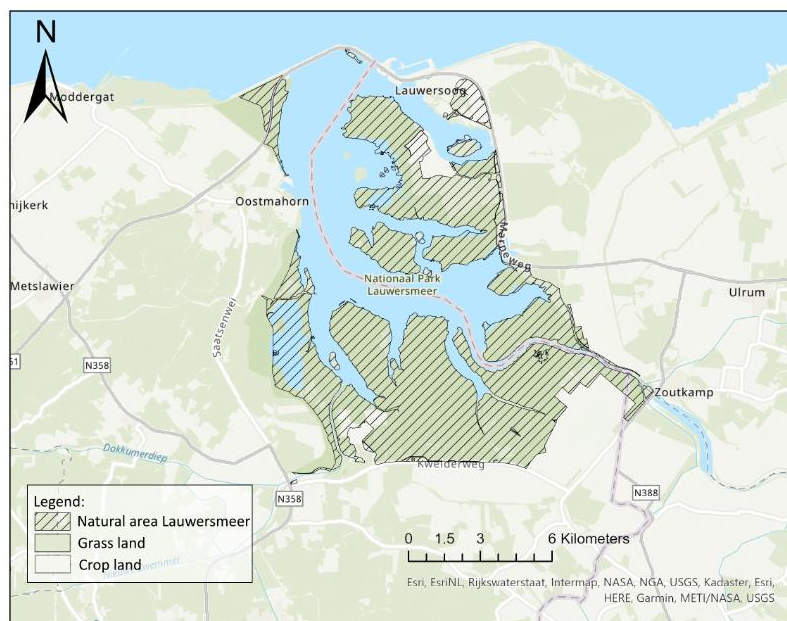 N
Moddergat
Lauwersoog
nijkerk
Oostmahorn
Marneweg
Metslawier
Nationaal Park
Lauwersmeer
Ulrum
Saatsenwei
61
N358
Zoutkamp
Dokkumerdiep
Kwelderweg
N358
N388
Legend:
Natural area Lauwersmeer
Grass land
Crop land
0 1.5 3 6 Kilometers
Esri, EsriNL, Rijkswaterstaat, Intermap, NASA, NGA, USGS, Kadaster, Esri,
HERE, Garmin, METI/NASA, USGS